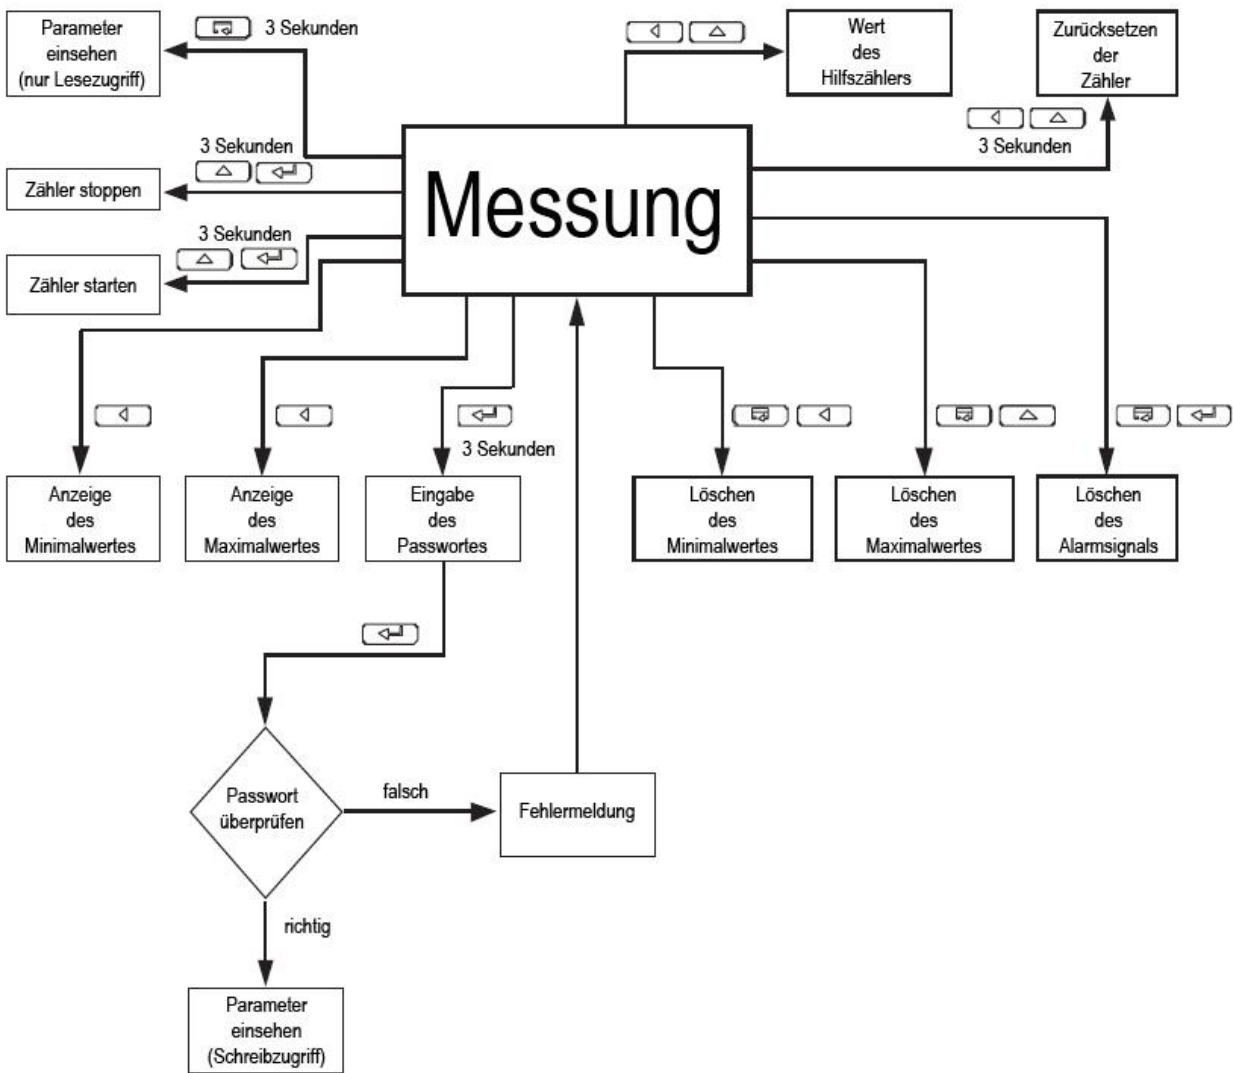 Parameter
einsehen
(nur Lesezugriff)
3 Sekunden
Wert
des
Hilfszählers
Zurücksetzen
der
Zähler
3 Sekunden
3 Sekunden
Zähler stoppen
Messung
3 Sekunden
Zähler starten
3 Sekunden
Anzeige
des
Minimalwertes
Anzeige
des
Maximalwertes
Eingabe
des
Passwortes
Löschen
des
Minimalwertes
Löschen
des
Maximalwertes
Löschen
des
Alarmsignals
Passwort
überprüfen
falsch
Fehlermeldung
richtig
Parameter
einsehen
(Schreibzugriff)